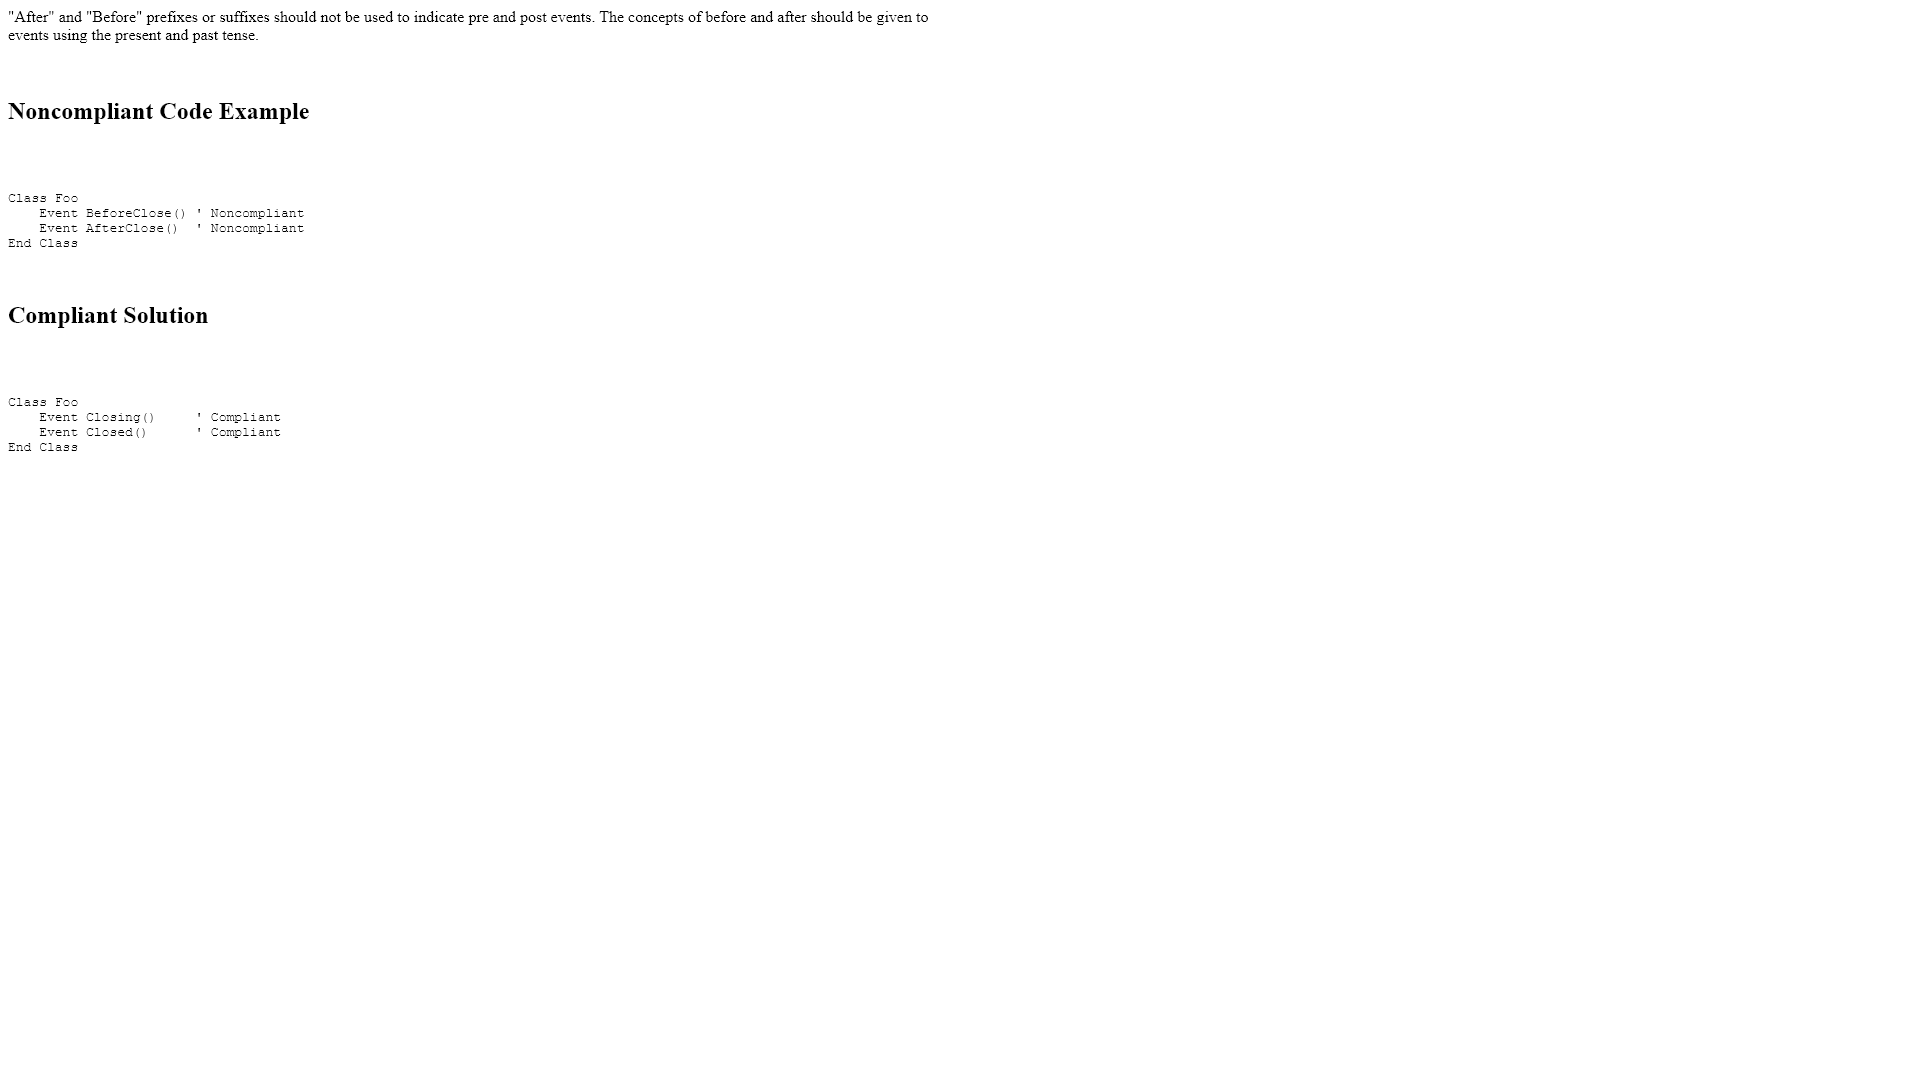 "After" and "Before" prefixes or suffixes should not be used to indicate pre and post events. The concepts of before and after should be given to
events using the present and past tense.
Noncompliant Code Example
Class Foo
    Event BeforeClose() ' Noncompliant
    Event AfterClose()  ' Noncompliant
End Class
Compliant Solution
Class Foo
    Event Closing()     ' Compliant
    Event Closed()      ' Compliant
End Class